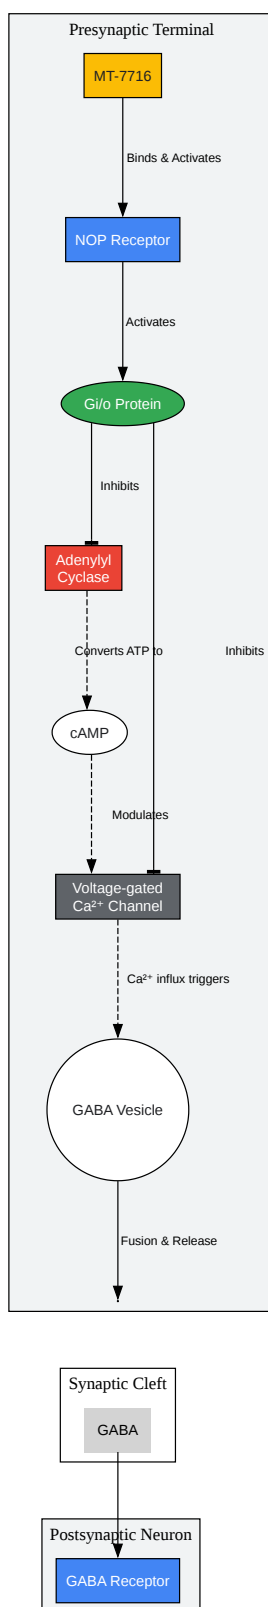 Presynaptic Terminal
MT-7716
Binds & Activates
NOP Receptor
Activates
Gi/o Protein
Inhibits
Adenylyl
Cyclase
Converts ATP to
Inhibits
cAMP
Modulates
Voltage-gated
Ca²⁺ Channel
Ca²⁺ influx triggers
GABA Vesicle
Fusion & Release
Synaptic Cleft
GABA
Postsynaptic Neuron
GABA Receptor